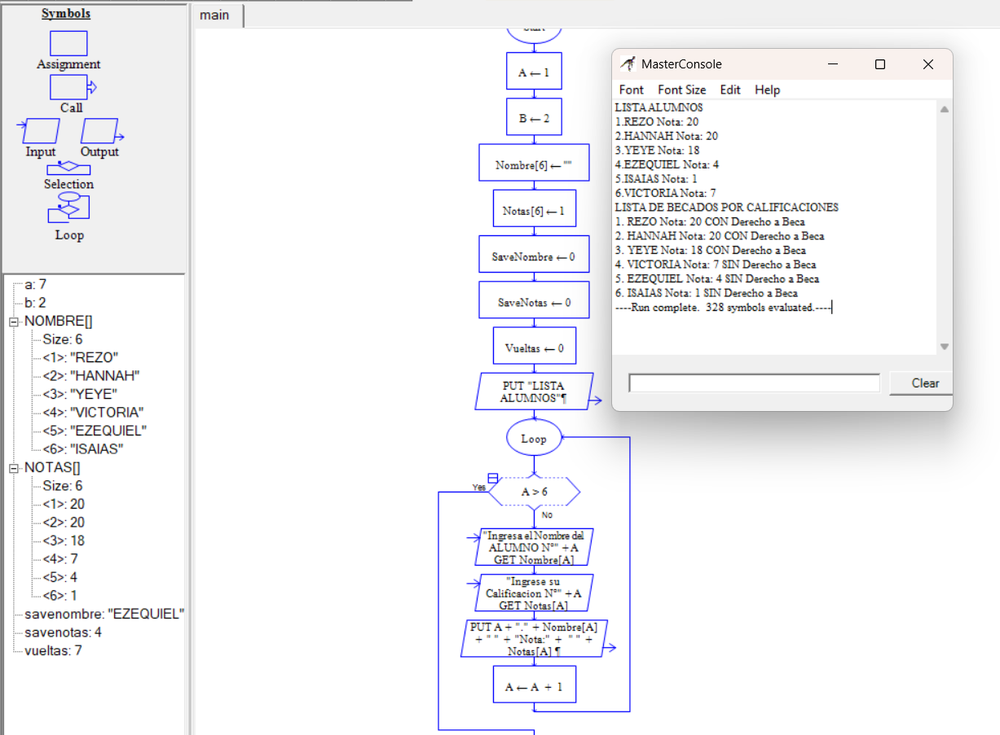 Symbols
Assignment
Call
Input
Output
Selection
Loop
a: 7
b: 2
NOMBRE[]
Size: 6
<1>: "REZO"
<2>: "HANNAH"
<3>: "YEYE"
<4>: "VICTORIA"
<5>: "EZEQUIEL"
<6>: "ISAIAS"
NOTAS[]
Size: 6
<1>: 20
<2>: 20
<3>: 18
<4>: 7
<5>: 4
<6>: 1
savenombre: "EZEQUIEL"
savenotas: 4
vueltas: 7
main
Start
A ← 1
B ← 2
Nombre[6] ← ""
Notas[6] ← 1
SaveNombre ← 0
SaveNotas ← 0
Vueltas ← 0
PUT "LISTA
ALUMNOS"¶
Loop
Yes
A > 6
No
"Ingresa el Nombre del
ALUMNO N°" + A
GET Nombre[A]
"Ingrese su
Calificacion N°" + A
GET Notas[A]
PUT A + "." + Nombre[A]
+ " " + "Nota:" + " " +
Notas[A] ¶
A ← A + 1
MasterConsole
Font Font Size Edit Help
LISTA ALUMNOS
1.REZO Nota: 20
2.HANNAH Nota: 20
3.YEYE Nota: 18
4.EZEQUIEL Nota: 4
5.ISAIAS Nota: 1
6.VICTORIA Nota: 7
LISTA DE BECADOS POR CALIFICACIONES
1. REZO Nota: 20 CON Derecho a Beca
2. HANNAH Nota: 20 CON Derecho a Beca
3. YEYE Nota: 18 CON Derecho a Beca
4. VICTORIA Nota: 7 SIN Derecho a Beca
5. EZEQUIEL Nota: 4 SIN Derecho a Beca
6. ISAIAS Nota: 1 SIN Derecho a Beca
----Run complete. 328 symbols evaluated.----
Clear